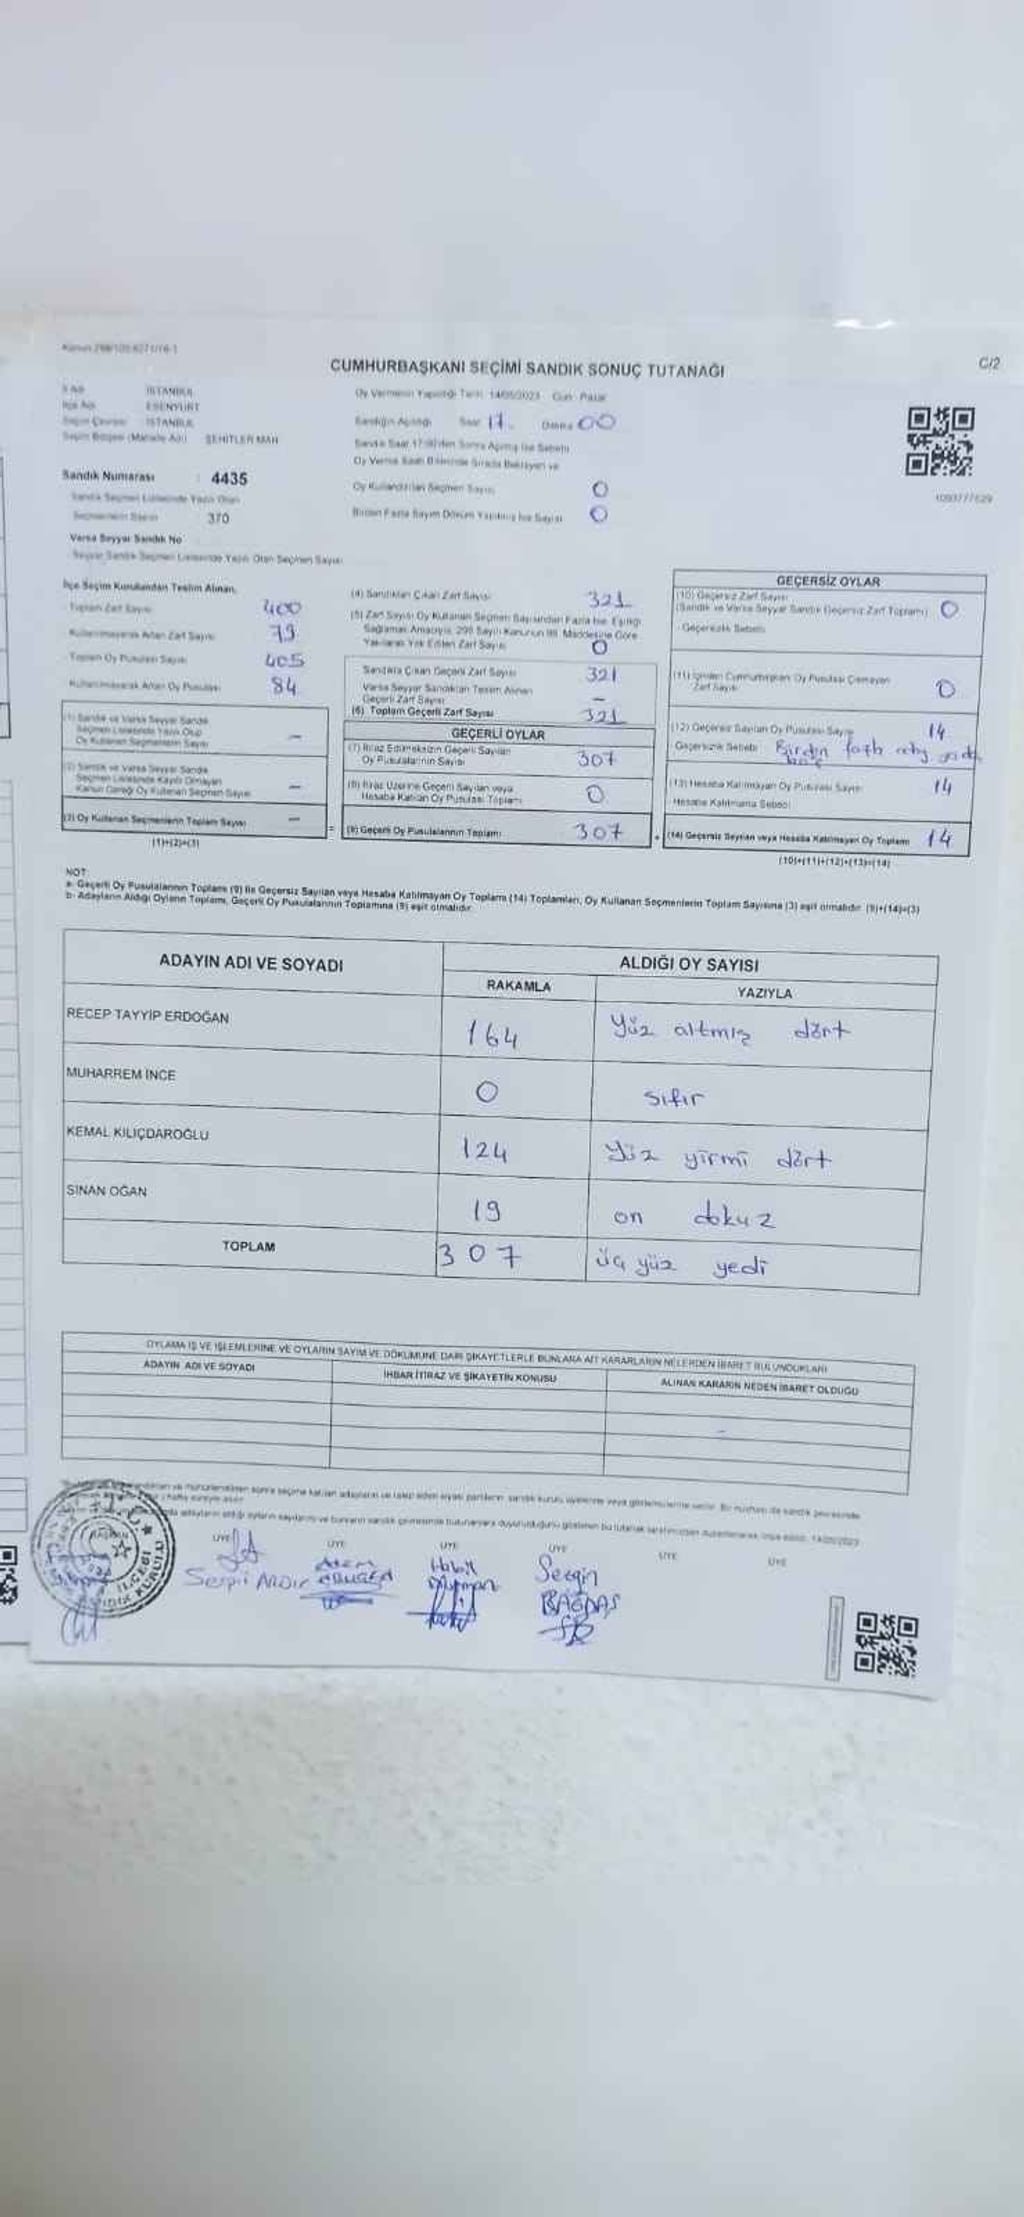 C/2
CUMHURBAŞKANI SEÇİMİ SANDIK SONUÇ TUTANAĞI
İl Adı İSTANBUL
İlçe Adı ESENYURT
Seçim Çevresi İSTANBUL
Seçim Bölgesi (Mahalle Adı) ŞEHİTLER MAH
Sandık Numarası : 4435
Sandık Seçmen Listesinde Yazılı Olan
Seçmenlerin Sayısı 370
Varsa Seyyar Sandık No
Seyyar Sandık Seçmen Listesinde Yazılı Olan Seçmen Sayısı
Oy Vermenin Yapıldığı Tarih 14/05/2023 Gün Pazar
Sandığın Açıldığı Saat 17. Dakika 00
Sandık Saat 17:00'den Sonra Açılmış İse Sebebi
Oy Verme Saati Bitiminde Sırada Bekleyen ve
Oy Kullandırılan Seçmen Sayısı 0
Birden Fazla Sayım Döküm Yapılmış İse Sayısı 0
İlçe Seçim Kurulundan Teslim Alınan,
Toplam Zarf Sayısı 400
Kullanılmayarak Artan Zarf Sayısı 79
Toplam Oy Pusulası Sayısı 405
Kullanılmayarak Artan Oy Pusulası 84
(1) Sandık ve Varsa Seyyar Sandık
Seçmen Listesinde Yazılı Olup
Oy Kullanan Seçmenlerin Sayısı -
(2) Sandık ve Varsa Seyyar Sandık
Seçmen Listesinde Kayıtlı Olmayan
Kanun Gereği Oy Kullanan Seçmen Sayısı -
(3) Oy Kullanan Seçmenlerin Toplam Sayısı -
(1)+(2)=(3)
(4) Sandıktan Çıkan Zarf Sayısı 321
(5) Zarf Sayısı Oy Kullanan Seçmen Sayısından Fazla İse, Eşitliği
Sağlamak Amacıyla, 298 Sayılı Kanunun 98. Maddesine Göre
Yakılarak Yok Edilen Zarf Sayısı 0
Sandıkta Çıkan Geçerli Zarf Sayısı 321
Varsa Seyyar Sandıktan Teslim Alınan
Geçerli Zarf Sayısı -
(6) Toplam Geçerli Zarf Sayısı 321
GEÇERLİ OYLAR
(7) İtiraz Edilmeksizin Geçerli Sayılan
Oy Pusulalarının Sayısı 307
(8) İtiraz Üzerine Geçerli Sayılan veya
Hesaba Katılan Oy Pusulası Toplamı 0
(9) Geçerli Oy Pusulalarının Toplamı 307
GEÇERSİZ OYLAR
(10) Geçersiz Zarf Sayısı
(Sandık ve Varsa Seyyar Sandık Geçersiz Zarf Toplamı) 0
-Geçersizlik Sebebi
(11) İçinden Cumhurbaşkanı Oy Pusulası Çıkmayan
Zarf Sayısı 0
(12) Geçersiz Sayılan Oy Pusulası Sayısı 14
-Geçersizlik Sebebi Birden fazla
(13) Hesaba Katılmayan Oy Pusulası Sayısı 14
-Hesaba Katılmama Sebebi
(14) Geçersiz Sayılan veya Hesaba Katılmayan Oy Toplamı 14
(10)+(11)+(12)+(13)=(14)
NOT:
a- Geçerli Oy Pusulalarının Toplamı (9) ile Geçersiz Sayılan veya Hesaba Katılmayan Oy Toplamı (14) Toplamları, Oy Kullanan Seçmenlerin Toplam Sayısına (3) eşit olmalıdır. (9)+(14)=(3)
b- Adayların Aldığı Oyların Toplamı, Geçerli Oy Pusulalarının Toplamına (9) eşit olmalıdır.
ADAYIN ADI VE SOYADI ALDIĞI OY SAYISI
RAKAMLA YAZIYLA
RECEP TAYYİP ERDOĞAN 164 Yüz altmış dört
MUHARREM İNCE 0 sıfır
KEMAL KILIÇDAROĞLU 124 Yüz yirmi dört
SİNAN OĞAN 19 on dokuz
TOPLAM 307 üç yüz yedi
OYLAMA İŞ VE İŞLEMLERİNE VE OYLARIN SAYIM VE DÖKÜMÜNE DAİR ŞİKAYETLERLE BUNLARA AİT KARARLARIN NELERDEN İBARET BULUNDUKLARI
ADAYIN ADI VE SOYADI İHBAR İTİRAZ VE ŞİKAYETİN KONUSU ALINAN KARARIN NEDEN İBARET OLDUĞU
ÜYE ÜYE ÜYE ÜYE ÜYE ÜYE
Sezgin
BAĞDAŞ